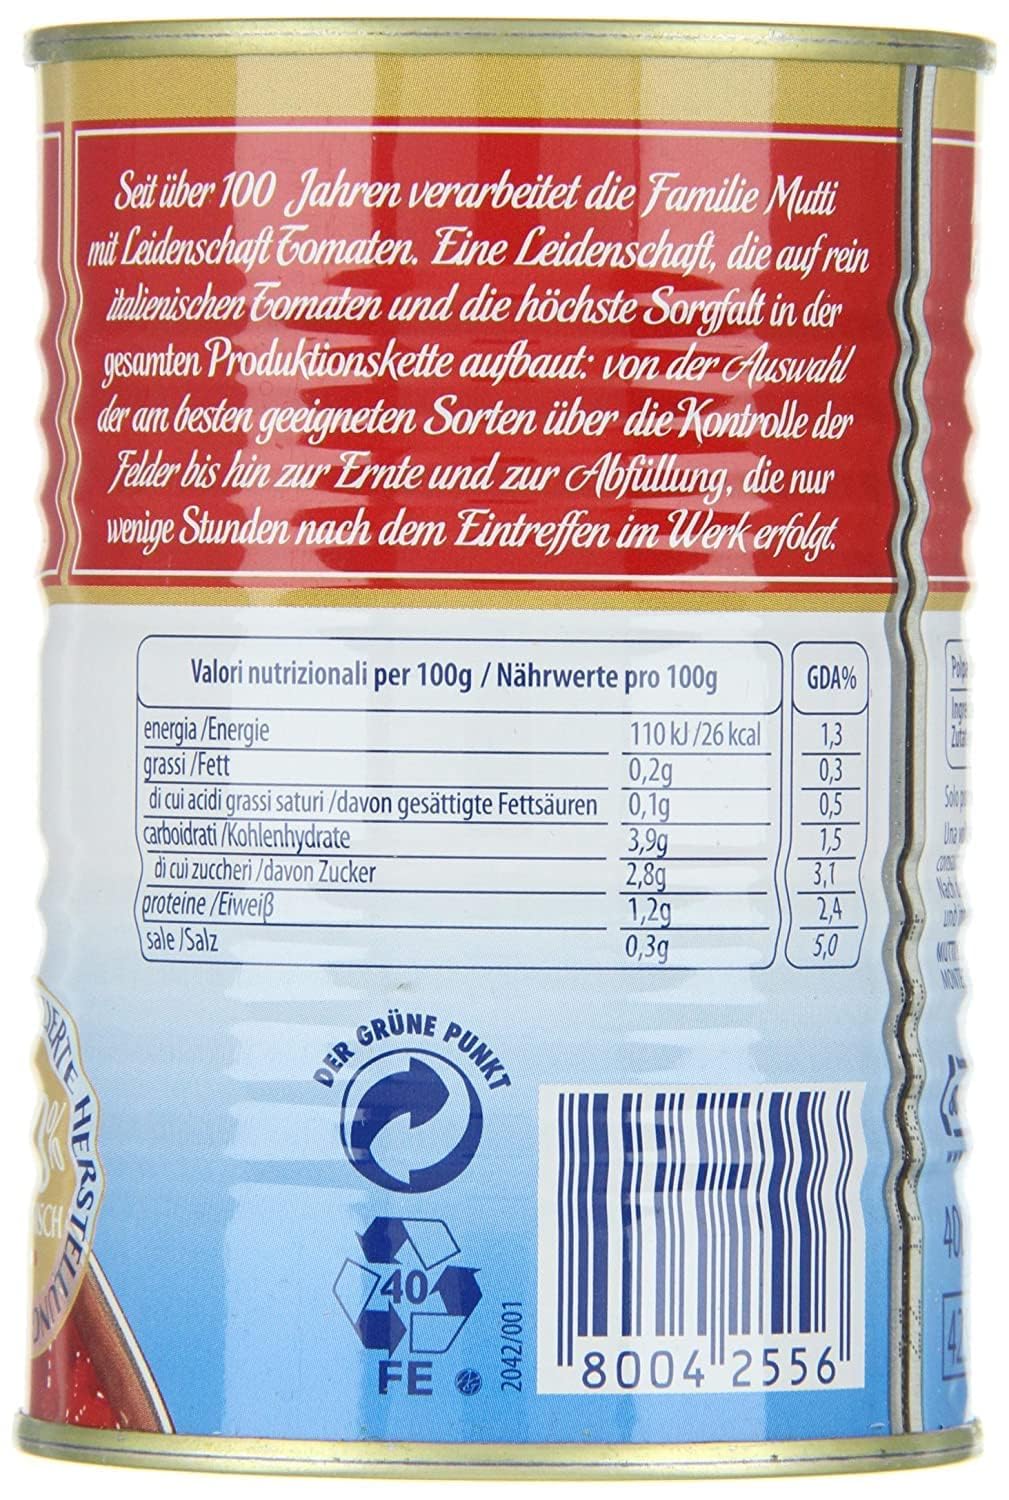 Seit über 100 Jahren verarbeitet die Familie Mutti
mit Leidenschaft Tomaten. Eine Leidenschaft, die auf rein
italienischen Tomaten und die höchste Sorgfalt in der
gesamten Produktionskette aufbaut: von der Auswahl
der am besten geeigneten Sorten über die Kontrolle der
Felder bis hin zur Ernte und zur Abfüllung, die nur
wenige Stunden nach dem Eintreffen im Werk erfolgt.
Valori nutrizionali per 100g / Nährwerte pro 100g GDA%
energia /Energie 110 kJ /26 kcal 1,3
grassi /Fett 0,2g 0,3
di cui acidi grassi saturi /davon gesättigte Fettsäuren 0,1g 0,5
carboidrati /Kohlenhydrate 3,9g 1,5
di cui zuccheri /davon Zucker 2,8g 3,1
proteine /Eiweiß 1,2g 2,4
sale /Salz 0,3g 5,0
DER GRÜNE PUNKT
40
FE
2042/001
8004 2556
HERSTELLUNG
Solo
Una
MUTTI